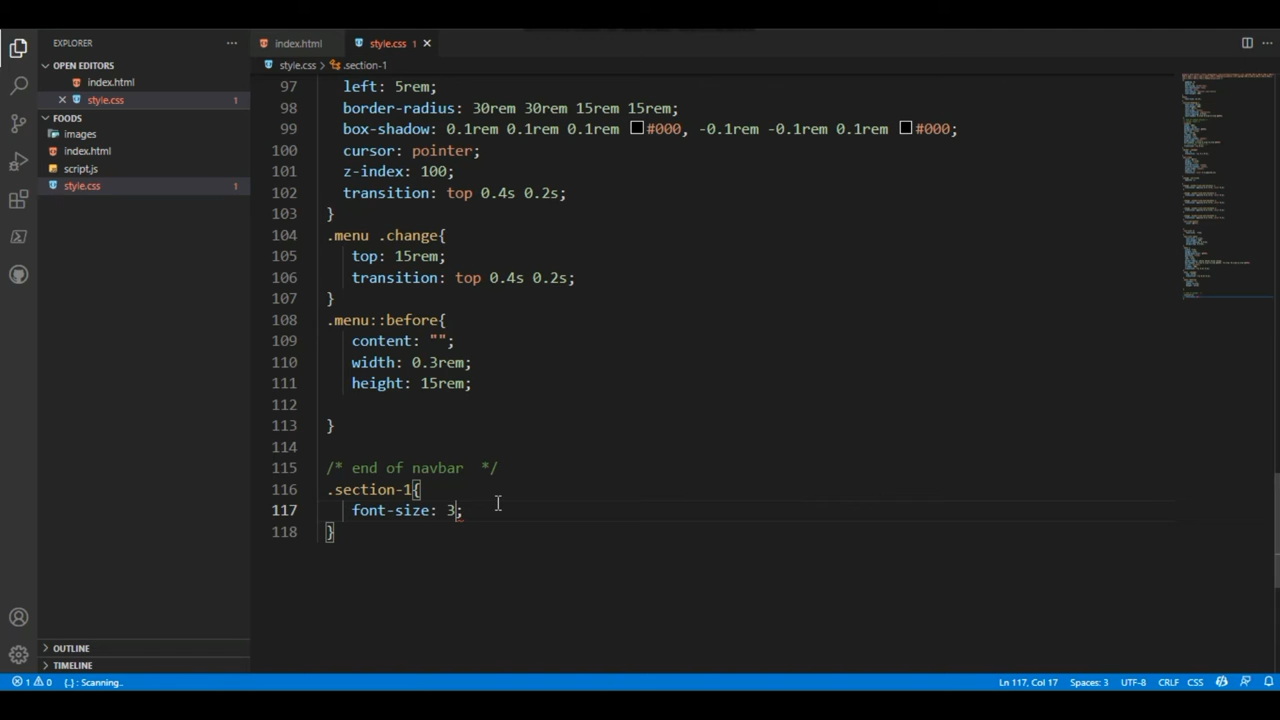 EXPLORER
···
OPEN EDITORS
index.html
style.css 1
FOODS
images
index.html
script.js
style.css 1
OUTLINE
TIMELINE
index.html
style.css 1
style.css > .section-1
97 left: 5rem;
98 border-radius: 30rem 30rem 15rem 15rem;
99 box-shadow: 0.1rem 0.1rem 0.1rem #000, -0.1rem -0.1rem 0.1rem #000;
100 cursor: pointer;
101 z-index: 100;
102 transition: top 0.4s 0.2s;
103 }
104 .menu .change{
105 top: 15rem;
106 transition: top 0.4s 0.2s;
107 }
108 .menu::before{
109 content: "";
110 width: 0.3rem;
111 height: 15rem;
112
113 }
114
115 /* end of navbar  */
116 .section-1{
117 font-size: 3;
118 }
1 0 {..} : Scanning..
Ln 117, Col 17 Spaces: 3 UTF-8 CRLF CSS